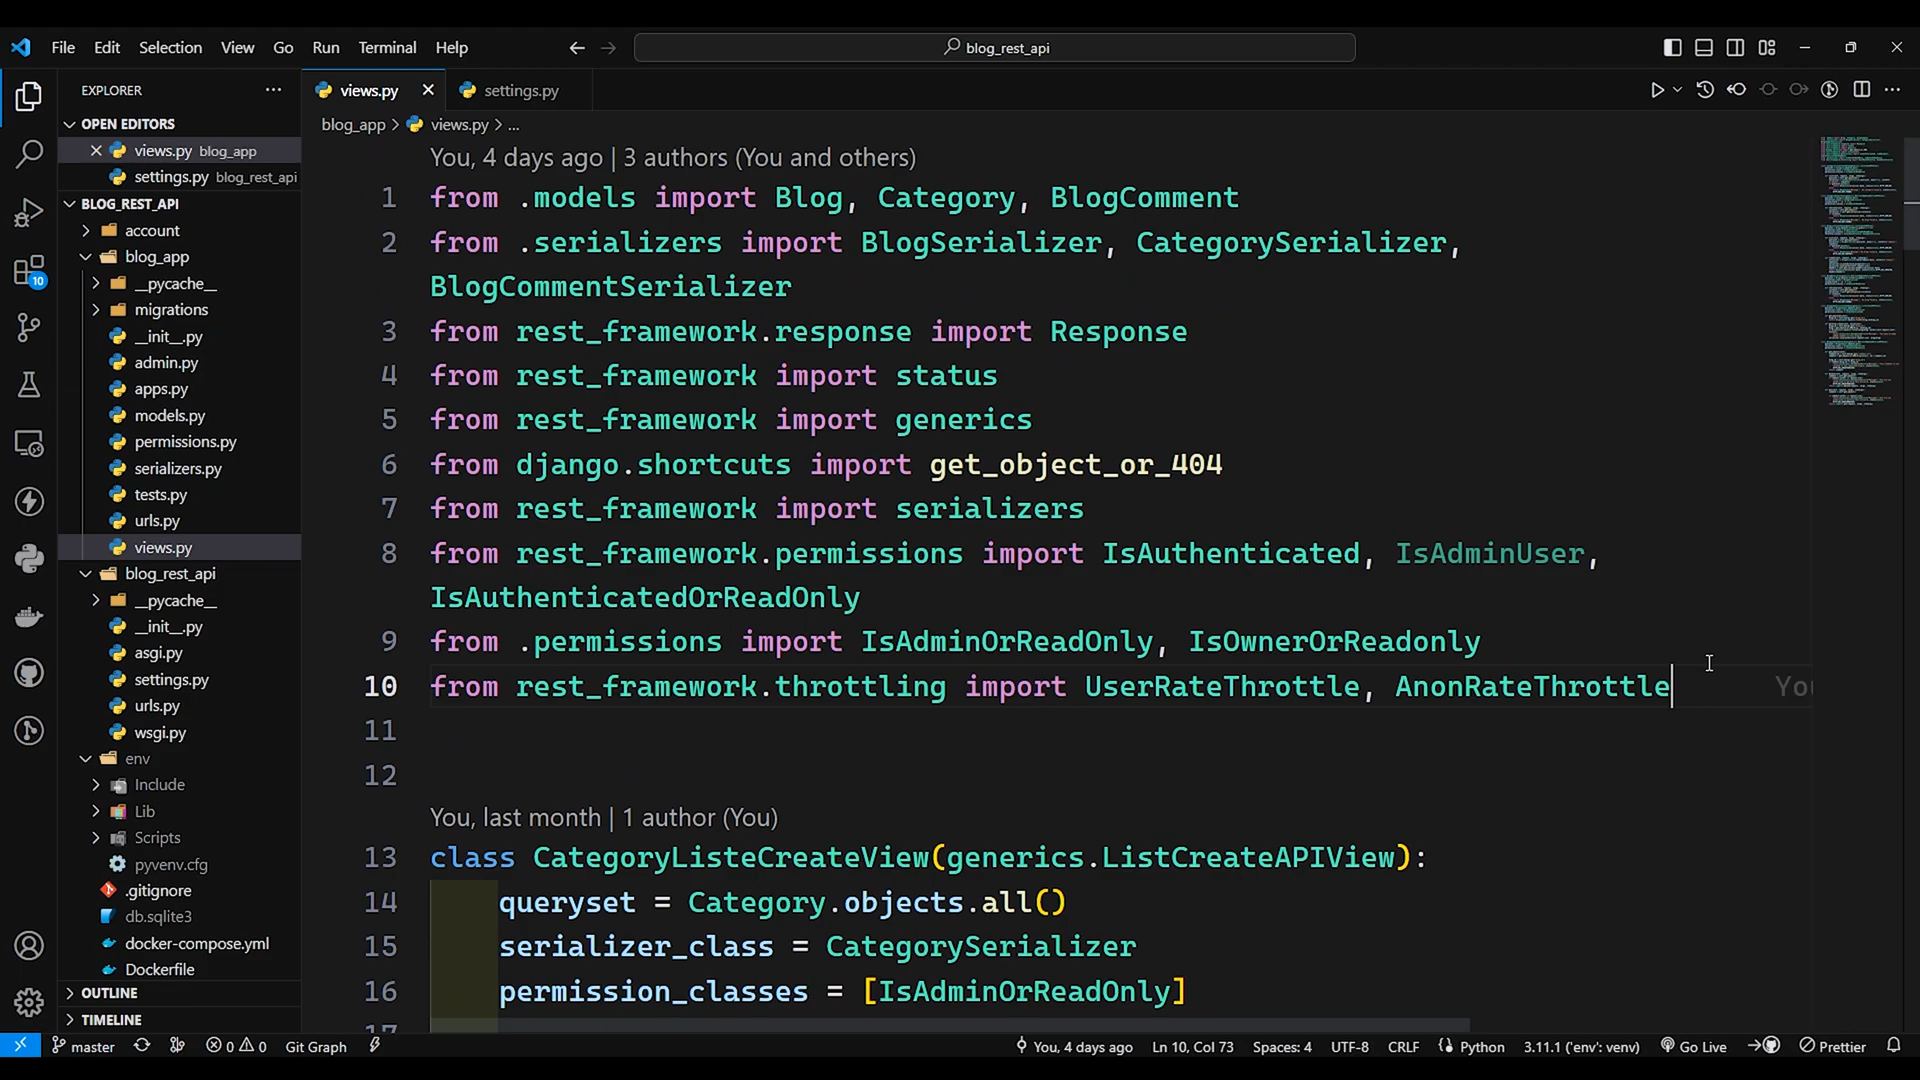 File Edit Selection View Go Run Terminal Help
blog_rest_api
EXPLORER
OPEN EDITORS
views.py blog_app
settings.py blog_rest_api
BLOG_REST_API
account
blog_app
__pycache__
migrations
__init__.py
admin.py
apps.py
models.py
permissions.py
serializers.py
tests.py
urls.py
views.py
blog_rest_api
__pycache__
__init__.py
asgi.py
settings.py
urls.py
wsgi.py
env
Include
Lib
Scripts
pyvenv.cfg
.gitignore
db.sqlite3
docker-compose.yml
Dockerfile
OUTLINE
TIMELINE
10
views.py settings.py
blog_app > views.py > ...
You, 4 days ago | 3 authors (You and others)
1 from .models import Blog, Category, BlogComment
2 from .serializers import BlogSerializer, CategorySerializer,
BlogCommentSerializer
3 from rest_framework.response import Response
4 from rest_framework import status
5 from rest_framework import generics
6 from django.shortcuts import get_object_or_404
7 from rest_framework import serializers
8 from rest_framework.permissions import IsAuthenticated, IsAdminUser,
IsAuthenticatedOrReadOnly
9 from .permissions import IsAdminOrReadOnly, IsOwnerOrReadonly
10 from rest_framework.throttling import UserRateThrottle, AnonRateThrottle You
11
12
You, last month | 1 author (You)
13 class CategoryListeCreateView(generics.ListCreateAPIView):
14 queryset = Category.objects.all()
15 serializer_class = CategorySerializer
16 permission_classes = [IsAdminOrReadOnly]
17
master 0 0 Git Graph You, 4 days ago Ln 10, Col 73 Spaces: 4 UTF-8 CRLF Python 3.11.1 ('env': venv) Go Live Prettier